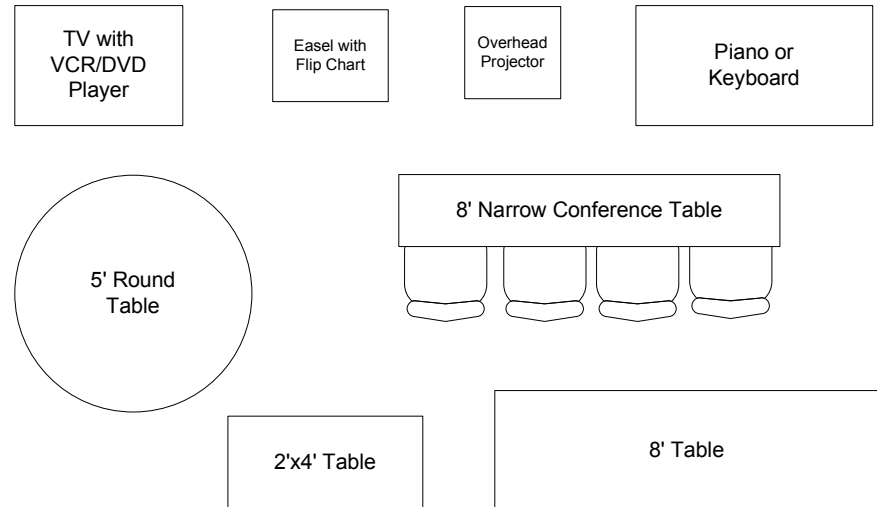 TV with
VCR/DVD
Player
Easel with
Flip Chart
Overhead
Projector
Piano or
Keyboard
5' Round
Table
8' Narrow Conference Table
2'x4' Table
8' Table